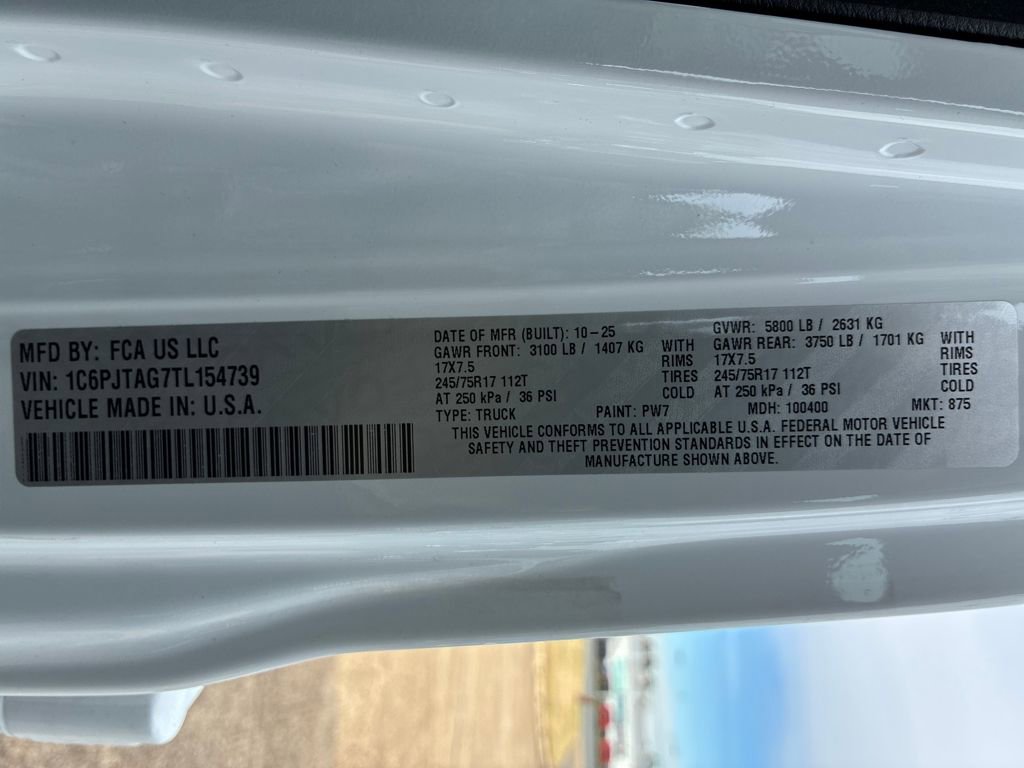 MFD BY: FCA US LLC
VIN: 1C6PJTAG7TL154739
VEHICLE MADE IN: U.S.A.
DATE OF MFR (BUILT): 10-25
GAWR FRONT: 3100 LB / 1407 KG WITH
17X7.5 RIMS
245/75R17 112T TIRES
AT 250 kPa / 36 PSI COLD
GVWR: 5800 LB / 2631 KG
GAWR REAR: 3750 LB / 1701 KG WITH
17X7.5 RIMS
245/75R17 112T TIRES
AT 250 kPa / 36 PSI COLD
TYPE: TRUCK PAINT: PW7 MDH: 100400 MKT: 875
THIS VEHICLE CONFORMS TO ALL APPLICABLE U.S.A. FEDERAL MOTOR VEHICLE
SAFETY AND THEFT PREVENTION STANDARDS IN EFFECT ON THE DATE OF
MANUFACTURE SHOWN ABOVE.